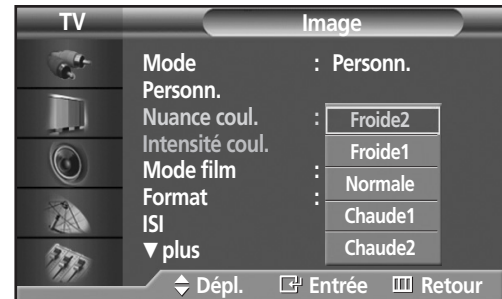 TV
Image
Mode : Personn.
Personn.
Nuance coul. : Froide2
Intensité coul. Froide1
Mode film : Normale
Format : Chaude1
ISI
▼plus Chaude2
Dépl. Entrée Retour